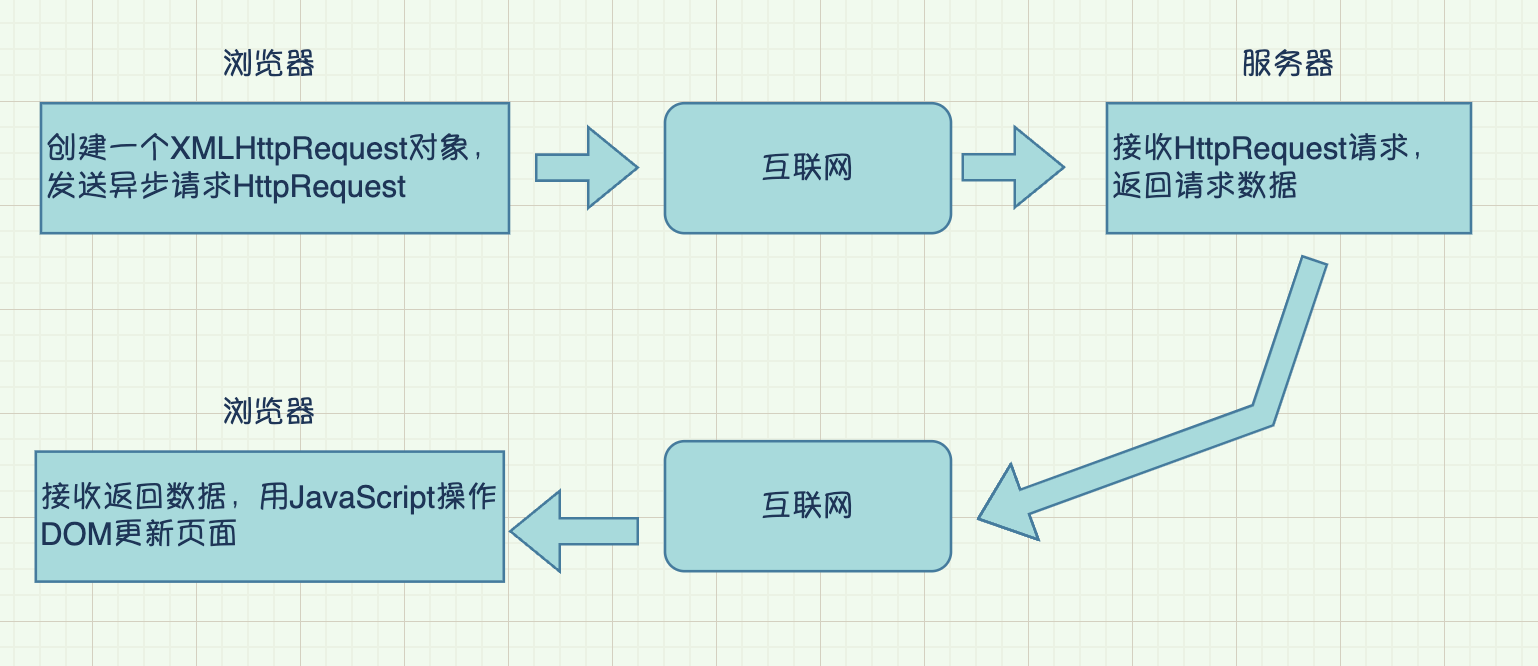 浏览器
服务器
创建一个XMLHttpRequest对象，
发送异步请求HttpRequest
互联网
接收HttpRequest请求，
返回请求数据
浏览器
接收返回数据，用JavaScript操作
DOM更新页面
互联网